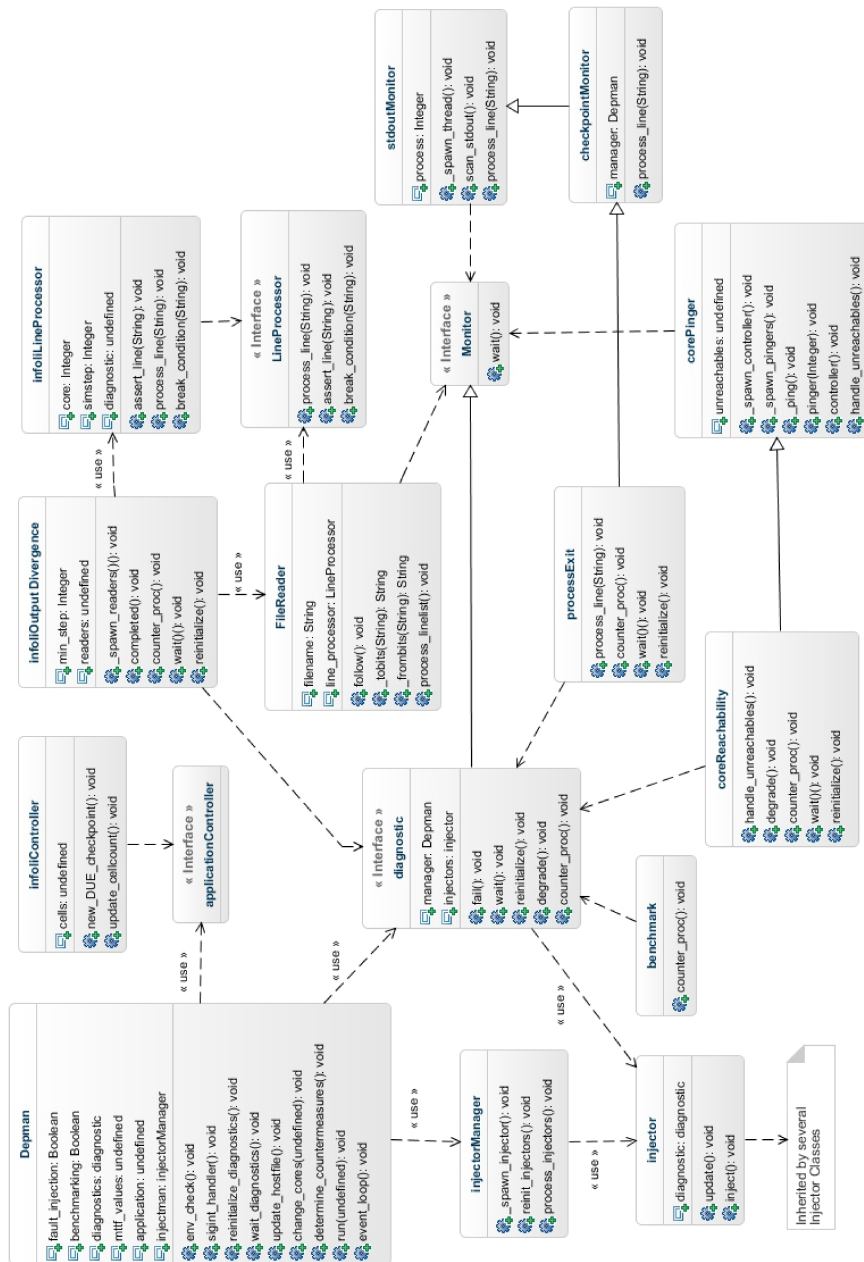 Depman
fault_injection: Boolean
benchmarking: Boolean
diagnostics: diagnostic
mttf_values: undefined
application: undefined
injectman: injectorManager
env_check(): void
sigint_handler(): void
reinitialize_diagnostics(): void
wait_diagnostics(): void
update_hostfile(): void
change_cores(undefined): void
determine_countermeasures(): void
run(undefined): void
event_loop(): void
« use »
« use »
« use »
infoliController
cells: undefined
new_DUE_checkpoint(): void
update_cellcount(): void
« Interface »
applicationController
infoliOutput Divergence
min_step: Integer
readers: undefined
_spawn_readers()(): void
completed(): void
counter_proc(): void
wait()(): void
reinitialize(): void
« use »
« use »
infoliLineProcessor
core: Integer
simstep: Integer
diagnostic: undefined
assert_line(String): void
process_line(String): void
break_condition(String): void
« Interface »
LineProcessor
process_line(String): void
assert_line(String): void
break_condition(String): void
« use »
FileReader
filename: String
line_processor: LineProcessor
follow(): void
_tobits(String): String
_frombits(String): String
process_linelist(): void
« Interface »
diagnostic
manager: Depman
injectors: injector
fail(): void
wait(): void
reinitialize(): void
degrade(): void
counter_proc(): void
« use »
stdoutMonitor
process: Integer
_spawn_thread(): void
scan_stdout(): void
process_line(String): void
« Interface »
Monitor
wait(): void
checkpointMonitor
manager: Depman
process_line(String): void
injectorManager
_spawn_injector(): void
reinit_injectors(): void
process_injectors(): void
« use »
processExit
process_line(String): void
counter_proc(): void
wait()(): void
reinitialize(): void
corePinger
unreachables: undefined
_spawn_controller(): void
_spawn_pingers(): void
_ping(): void
pinger(Integer): void
controller(): void
handle_unreachables(): void
injector
diagnostic: diagnostic
update(): void
inject(): void
benchmark
counter_proc(): void
coreReachability
handle_unreachables(): void
degrade(): void
counter_proc(): void
wait()(): void
reinitialize(): void
Inherited by several
Injector Classes